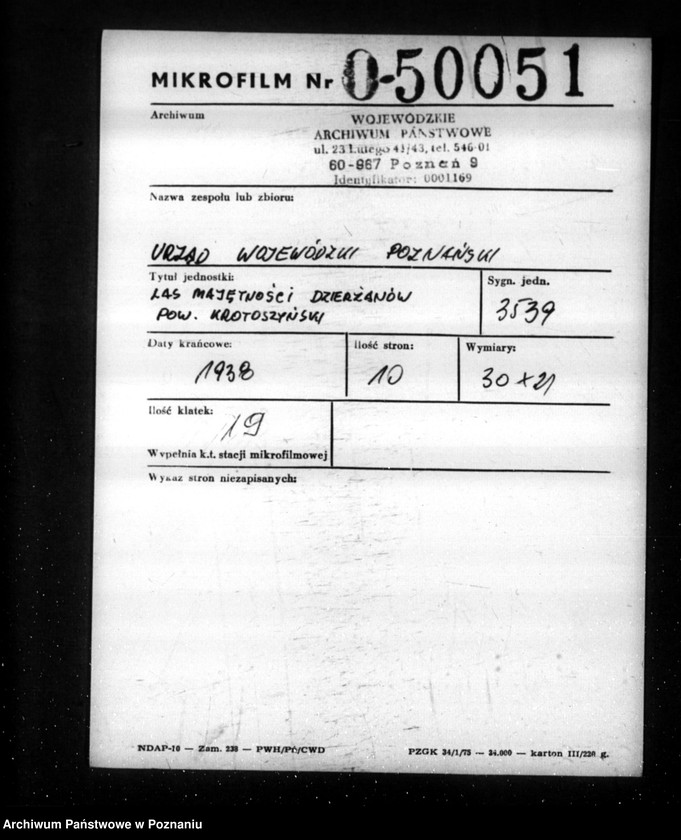 MIKROFILM Nr 0-50051
Archiwum
WOJEWÓDZKIE
ARCHIWUM PAŃSTWOWE
ul. 23 Lutego 41/43, tel. 546-01
60-967 Poznań 9
Identyfikator: 0001169
Nazwa zespołu lub zbioru:
URZĄD WOJEWÓDZKI POZNAŃSKI
Tytuł jednostki:
LAS MAJĘTNOŚCI DZIERŻANÓW
POW. KROTOSZYŃSKI
Sygn. jedn.
3539
Daty krańcowe:
1938
Ilość stron:
10
Wymiary:
30 x 21
Ilość klatek:
19
Wypełnia k.t. stacji mikrofilmowej
Wykaz stron niezapisanych:
NDAP-10 — Zam. 238 — PWH/Pć/CWD
PZGK 34/1/75 — 24.000 — karton III/220 g.
Archiwum Państwowe w Poznaniu